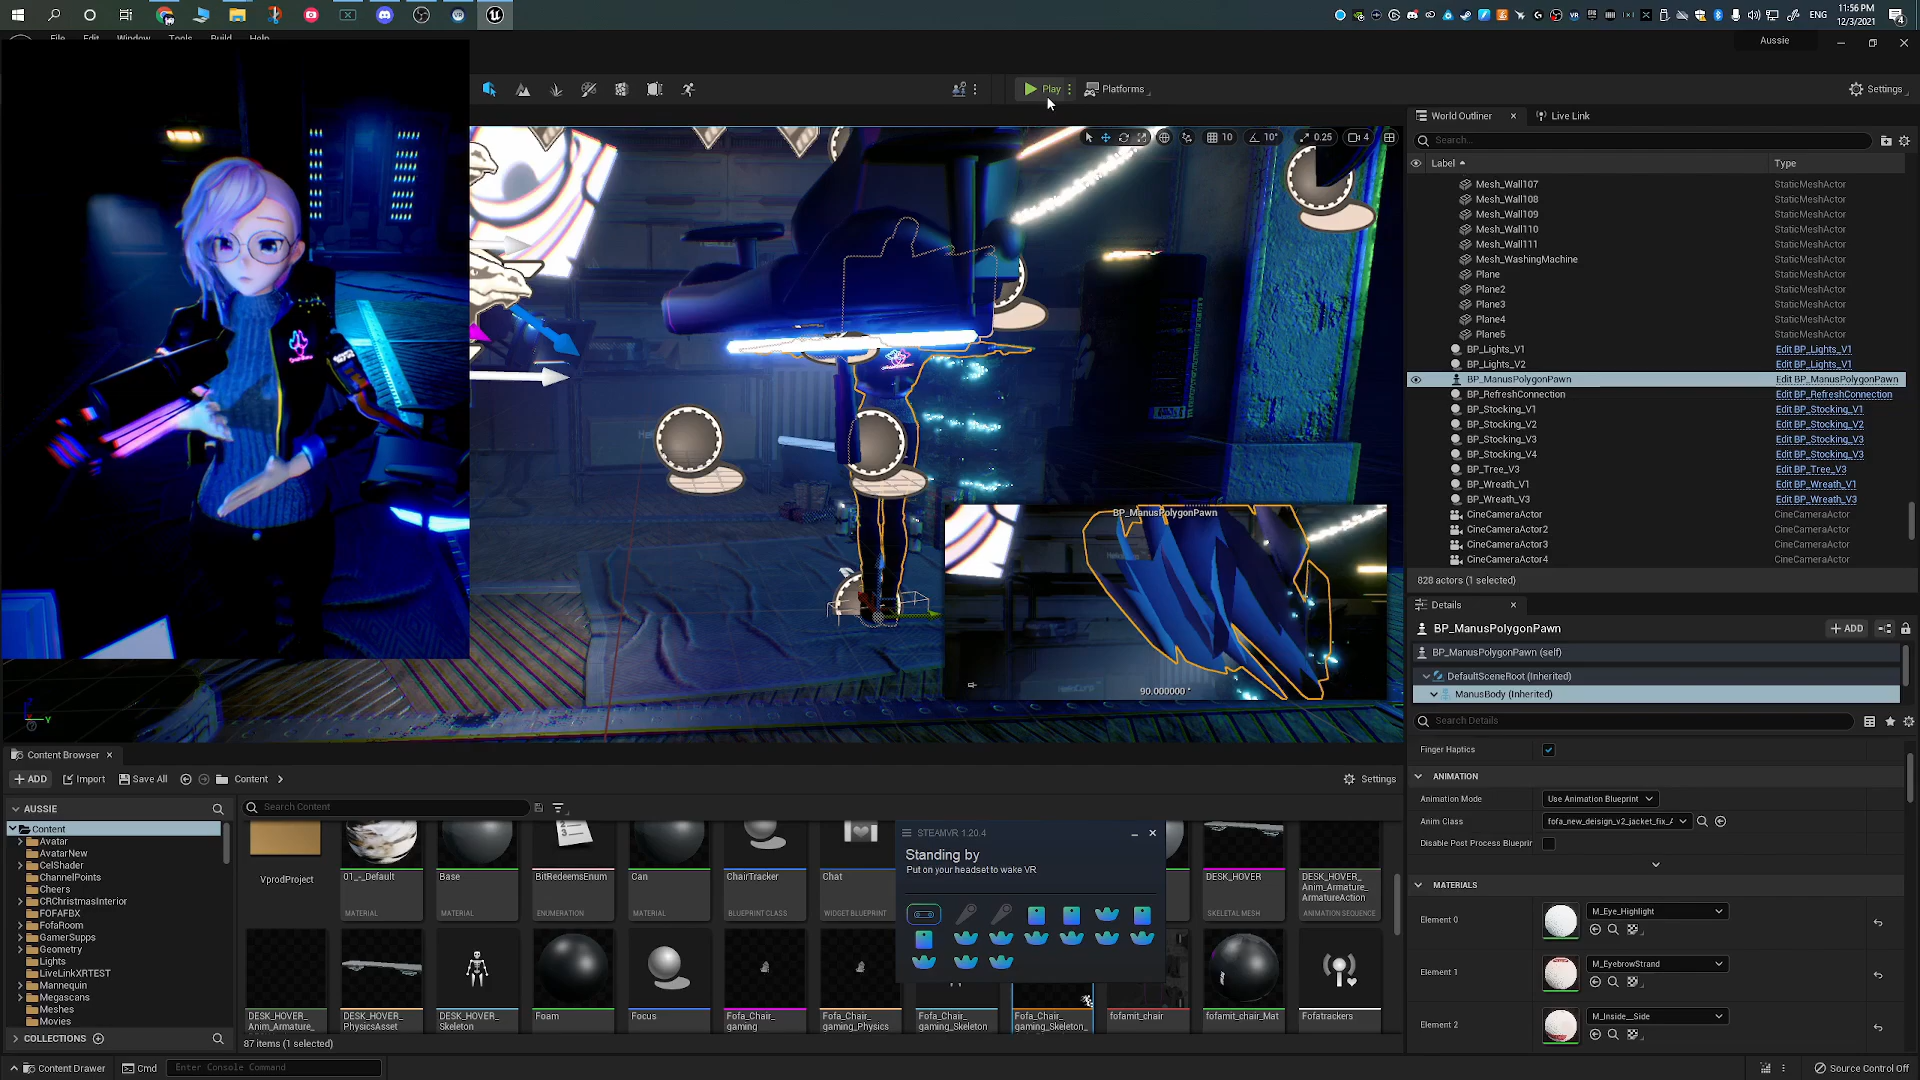 ENG
11:56 PM
12/3/2021
4
File Edit Window Tools Build Help
Aussie
Play
Platforms
Settings
10
10°
0.25
4
World Outliner
Live Link
Search...
Label
Type
Mesh_Wall107 StaticMeshActor
Mesh_Wall108 StaticMeshActor
Mesh_Wall109 StaticMeshActor
Mesh_Wall110 StaticMeshActor
Mesh_Wall111 StaticMeshActor
Mesh_WashingMachine StaticMeshActor
Plane StaticMeshActor
Plane2 StaticMeshActor
Plane3 StaticMeshActor
Plane4 StaticMeshActor
Plane5 StaticMeshActor
BP_Lights_V1 Edit BP_Lights_V1
BP_Lights_V2 Edit BP_Lights_V1
BP_ManusPolygonPawn Edit BP_ManusPolygonPawn
BP_RefreshConnection Edit BP_RefreshConnection
BP_Stocking_V1 Edit BP_Stocking_V1
BP_Stocking_V2 Edit BP_Stocking_V2
BP_Stocking_V3 Edit BP_Stocking_V3
BP_Stocking_V4 Edit BP_Stocking_V3
BP_Tree_V3 Edit BP_Tree_V3
BP_Wreath_V1 Edit BP_Wreath_V1
BP_Wreath_V3 Edit BP_Wreath_V3
CineCameraActor CineCameraActor
CineCameraActor2 CineCameraActor
CineCameraActor3 CineCameraActor
CineCameraActor4 CineCameraActor
828 actors (1 selected)
BP_ManusPolygonPawn
90.000000 °
Details
BP_ManusPolygonPawn
ADD
BP_ManusPolygonPawn (self)
DefaultSceneRoot (Inherited)
ManusBody (Inherited)
Search Details
Finger Haptics
ANIMATION
Animation Mode Use Animation Blueprint
Anim Class fofa_new_deisign_v2_jacket_fix_A
Disable Post Process Blueprin
MATERIALS
Element 0 M_Eye_Highlight
Element 1 M_EyebrowStrand
Element 2 M_Inside__Side
Content Browser
ADD Import Save All Content
Settings
AUSSIE
Search Content
Content
Avatar
AvatarNew
CelShader
ChannelPoints
Cheers
CRChristmasInterior
FOFAFBX
FofaRoom
GamerSupps
Geometry
Lights
LiveLinkXRTEST
Mannequin
Megascans
Meshes
Movies
COLLECTIONS
VprodProject
01_-_Default
MATERIAL
Base
MATERIAL
BitRedeemsEnum
ENUMERATION
Can
MATERIAL
ChairTracker
BLUEPRINT CLASS
Chat
WIDGET BLUEPRINT
DESK_HOVER
SKELETAL MESH
DESK_HOVER_
Anim_Armature_
ArmatureAction
ANIMATION SEQUENCE
STEAMVR 1.20.4
Standing by
Put on your headset to wake VR
DESK_HOVER_
Anim_Armature_
DESK_HOVER_
PhysicsAsset
DESK_HOVER_
Skeleton
Foam
Focus
Fofa_Chair_
gaming
Fofa_Chair_
gaming_Physics
Fofa_Chair_
gaming_Skeleton
Fofa_Chair_
gaming_Skeleton_
fofamit_chair
fofamit_chair_Mat
Fofatrackers
87 items (1 selected)
Content Drawer
Cmd
Enter Console Command
Source Control Off